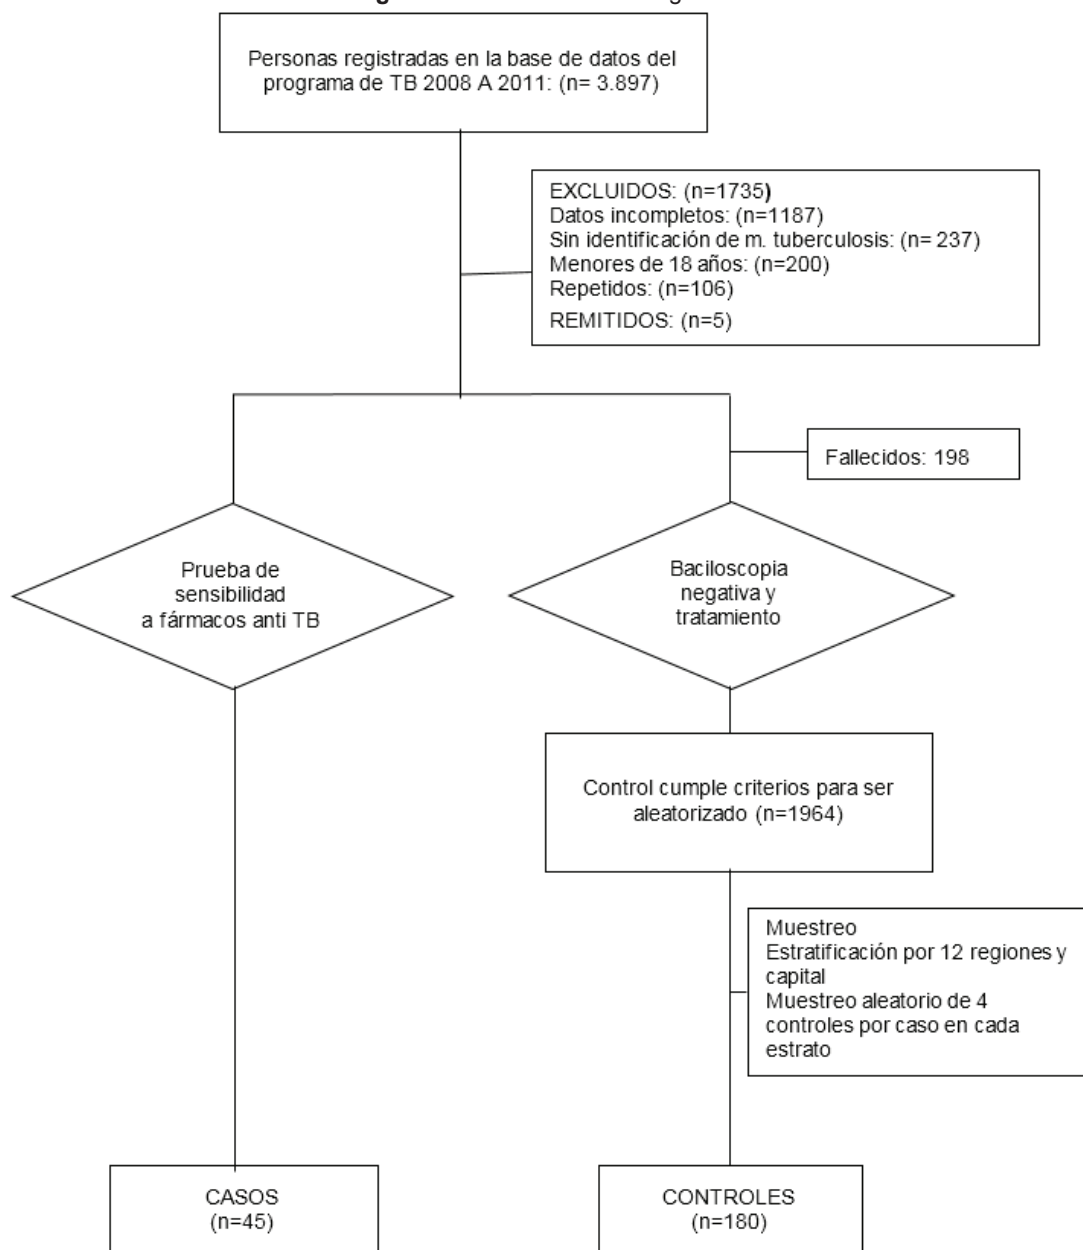 Personas registradas en la base de datos del
programa de TB 2008 A 2011: (n= 3.897)
EXCLUIDOS: (n=1735)
Datos incompletos: (n=1187)
Sin identificación de m. tuberculosis: (n= 237)
Menores de 18 años: (n=200)
Repetidos: (n=106)
REMITIDOS: (n=5)
Fallecidos: 198
Prueba de
sensibilidad
a fármacos anti TB
Baciloscopia
negativa y
tratamiento
Control cumple criterios para ser
aleatorizado (n=1964)
Muestreo
Estratificación por 12 regiones y
capital
Muestreo aleatorio de 4
controles por caso en cada
estrato
CASOS
(n=45)
CONTROLES
(n=180)